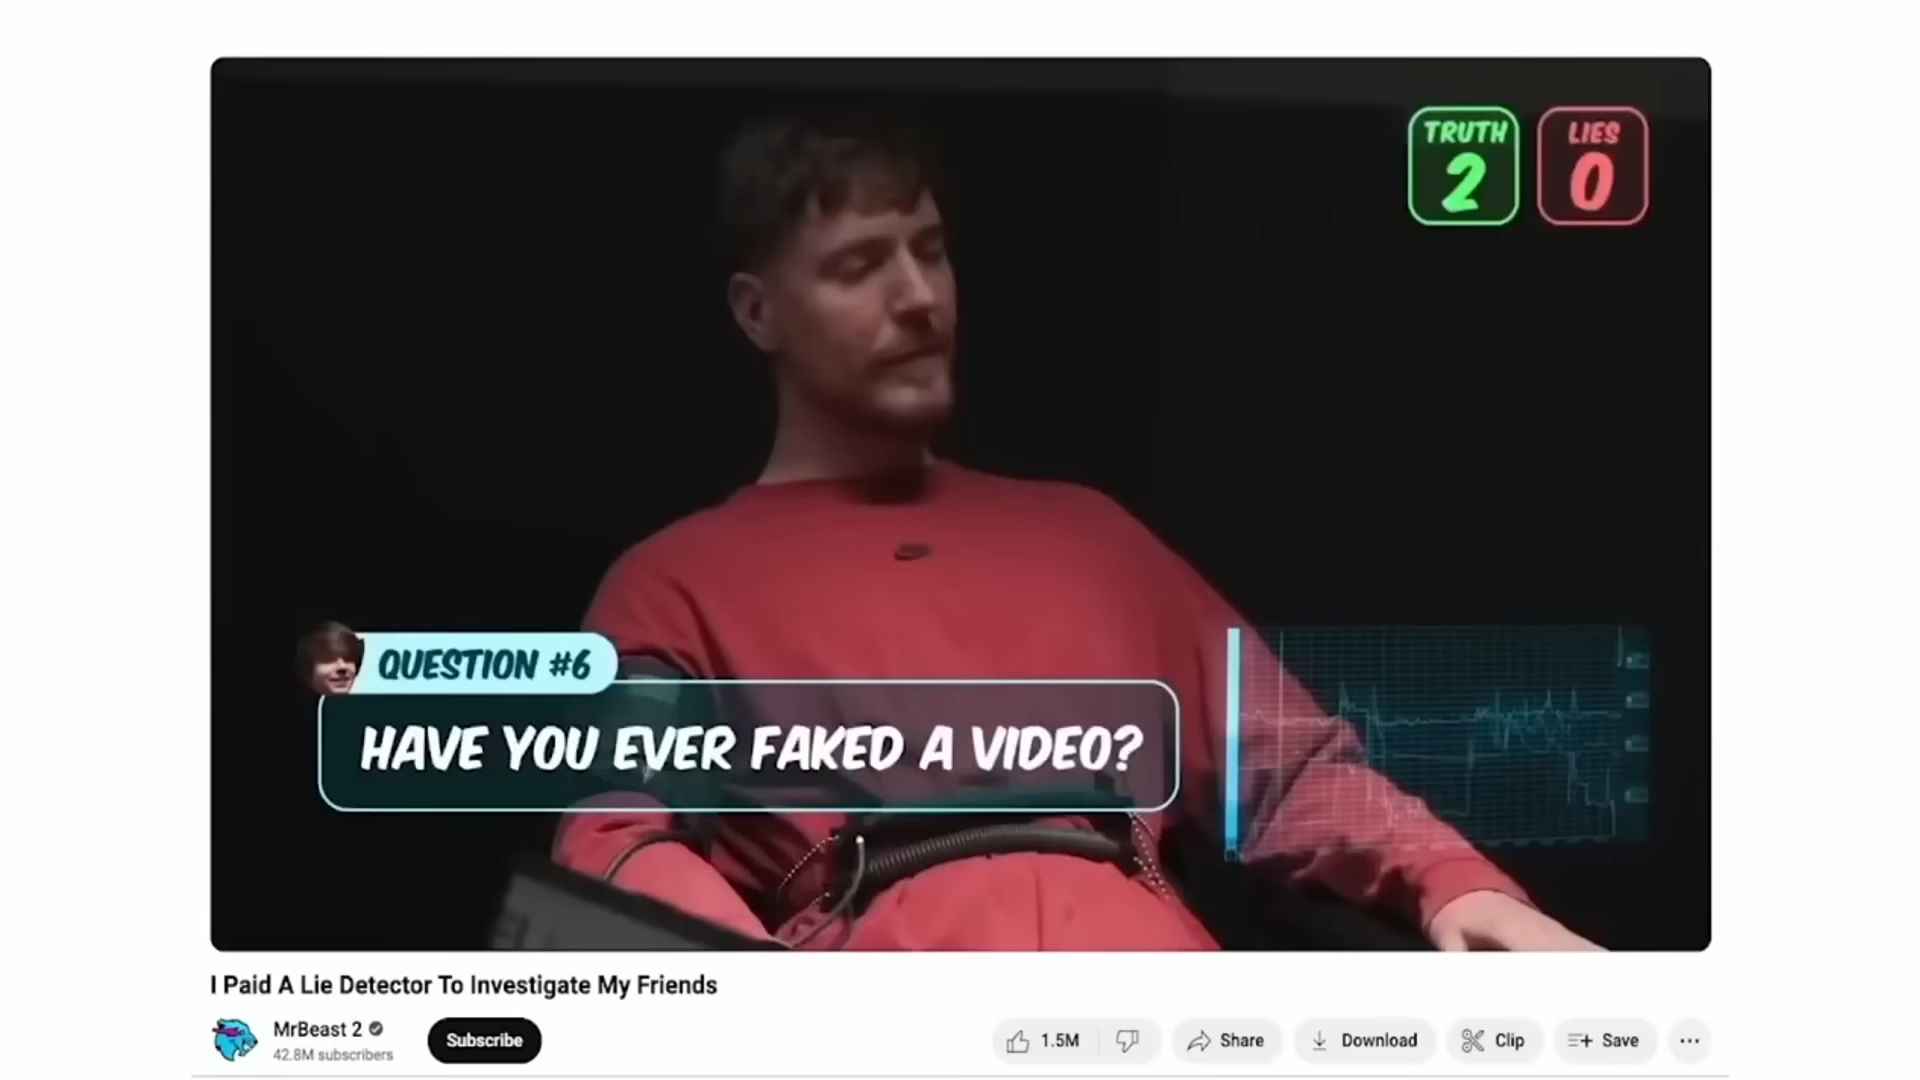 TRUTH
2
LIES
0
QUESTION #6
HAVE YOU EVER FAKED A VIDEO?
I Paid A Lie Detector To Investigate My Friends
MrBeast 2
42.8M subscribers
Subscribe
1.5M
Share
Download
Clip
Save